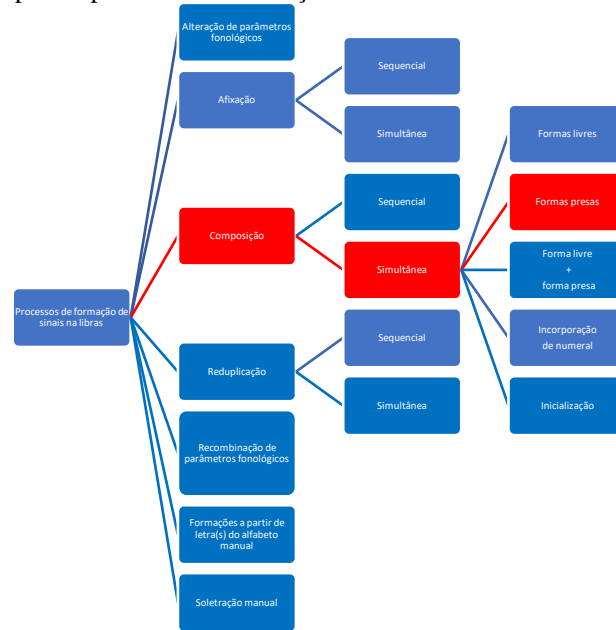 Alteração de parâmetros
fonológicos
Afixação
Sequencial
Simultânea
Composição
Sequencial
Simultânea
Formas livres
Formas presas
Forma livre
+
forma presa
Incorporação
de numeral
Inicialização
Processos de formação de
sinais na libras
Reduplicação
Sequencial
Simultânea
Recombinação de
parâmetros fonológicos
Formações a partir de
letra(s) do alfabeto
manual
Soletração manual